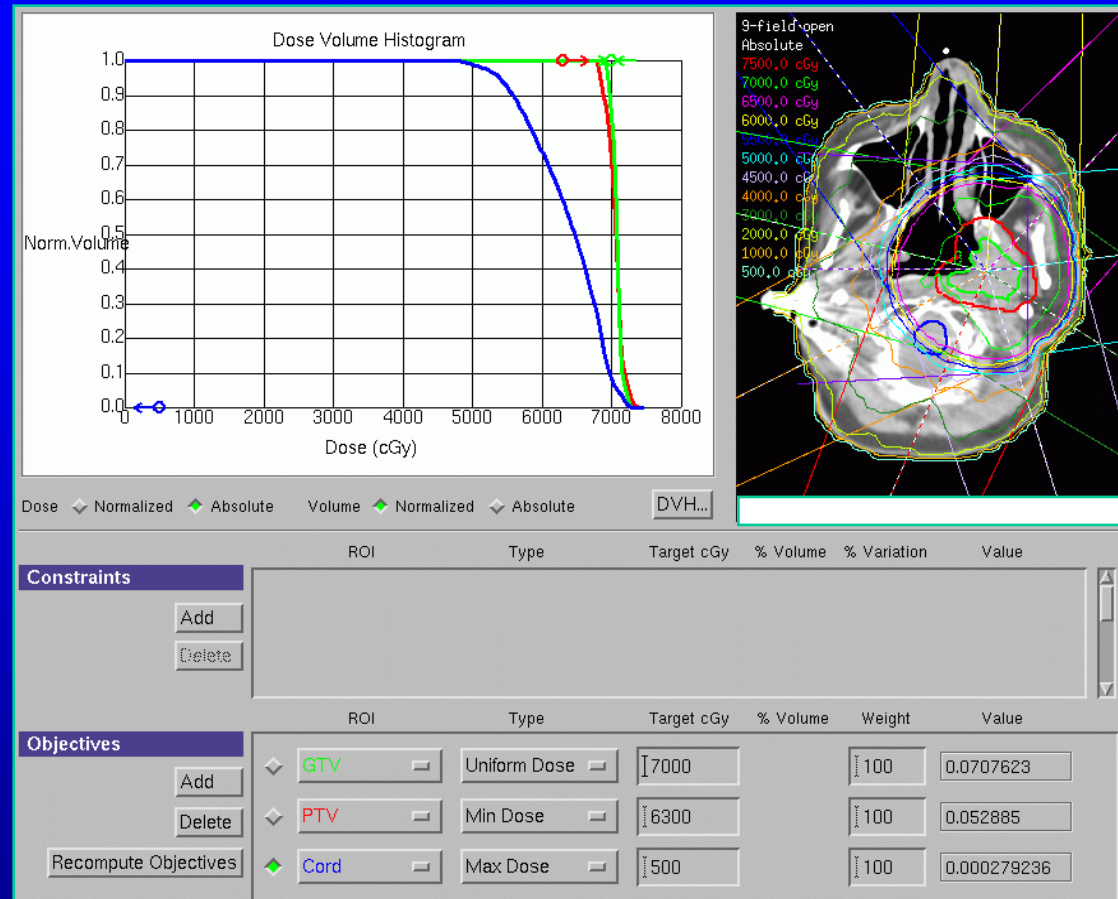 Dose Volume Histogram
1.0
0.9
0.8
0.7
0.6
0.5
Norm.Volume
0.4
0.3
0.2
0.1
0.0
0 1000 2000 3000 4000 5000 6000 7000 8000
Dose (cGy)
9-field open
Absolute
7500.0 cGy
7000.0 cGy
6500.0 cGy
6000.0 cGy
5500.0 cGy
5000.0 cGy
4500.0 cGy
4000.0 cGy
3000.0 cGy
2000.0 cGy
1000.0 cGy
500.0 cGy
Dose Normalized Absolute Volume Normalized Absolute DVH...
ROI Type Target cGy % Volume % Variation Value
Constraints
Add
Delete
ROI Type Target cGy % Volume Weight Value
Objectives
GTV Uniform Dose 7000 100 0.0707623
Add
PTV Min Dose 6300 100 0.052885
Delete
Recompute Objectives Cord Max Dose 500 100 0.000279236